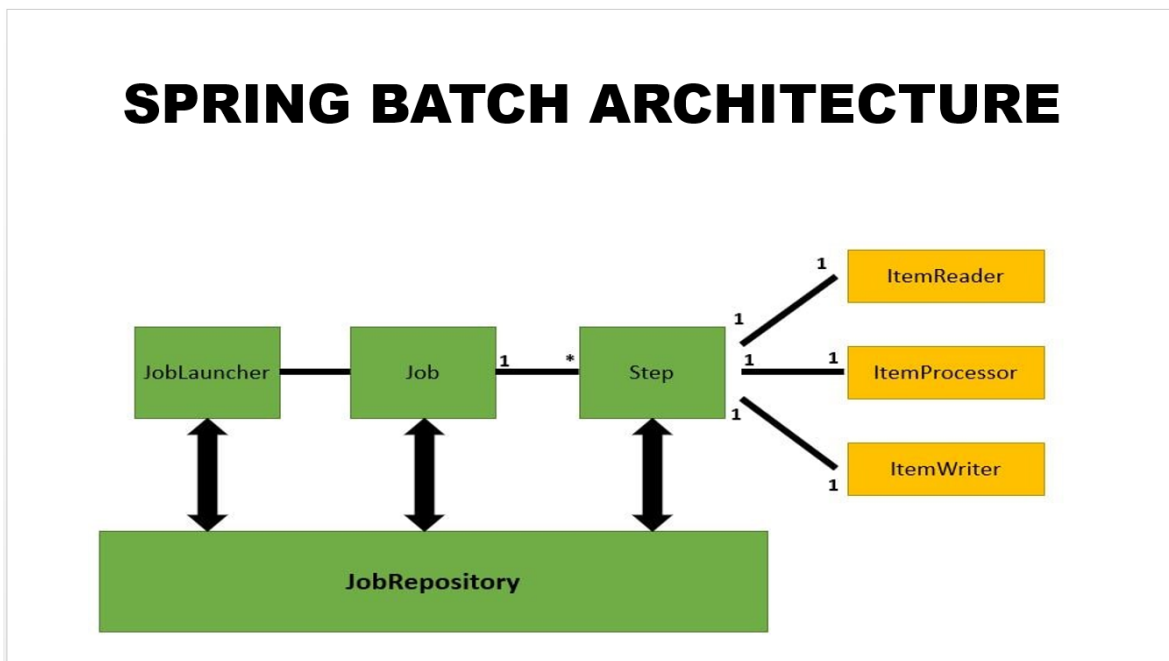 SPRING BATCH ARCHITECTURE
1
ItemReader
1
JobLauncher
Job
1
*
Step
1
1
ItemProcessor
1
ItemWriter
1
JobRepository